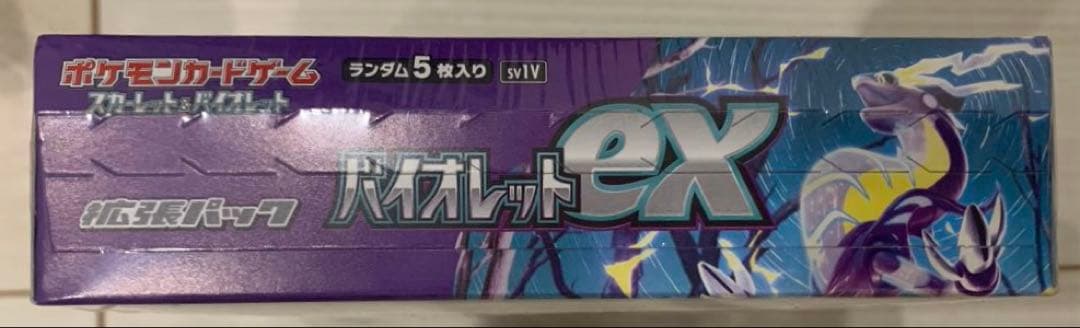 ポケモンカードゲーム
スカーレット&バイオレット
ランダム5枚入り
sv1V
バイオレットex
拡張パック